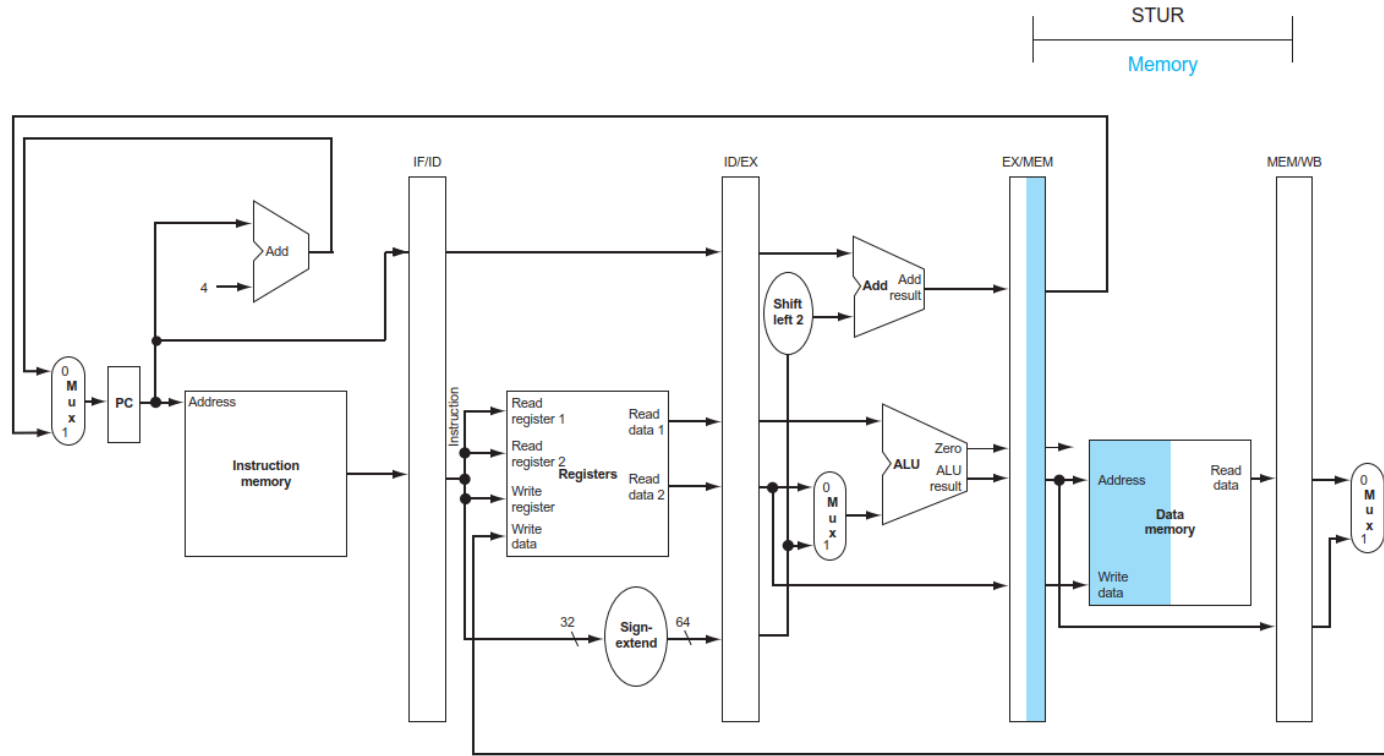 STUR
Memory
IF/ID
ID/EX
EX/MEM
MEM/WB
Add
4
Add
Add
result
Shift
left 2
0
M
u
x
1
PC
Address
Instruction
memory
Instruction
Read
register 1
Read
register 2
Write
register
Write
data
Registers
Read
data 1
Read
data 2
0
M
u
x
1
Zero
ALU
ALU
result
Address
Read
data
Data
memory
Write
data
0
M
u
x
1
32
Sign-
extend
64